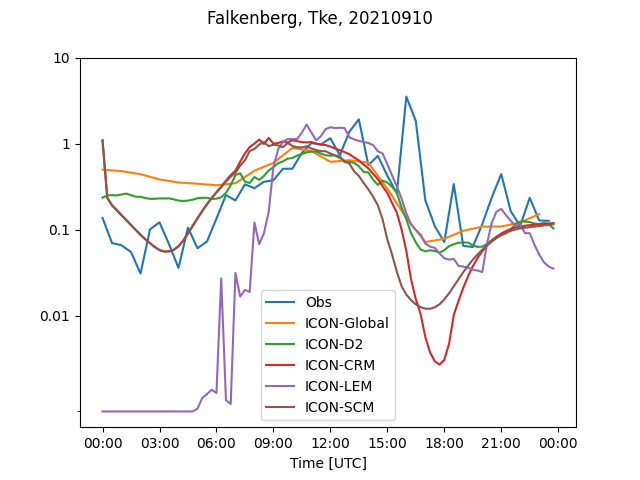 Falkenberg, Tke, 20210910
10
1
0.1
0.01
Obs
ICON-Global
ICON-D2
ICON-CRM
ICON-LEM
ICON-SCM
00:00 03:00 06:00 09:00 12:00 15:00 18:00 21:00 00:00
Time [UTC]